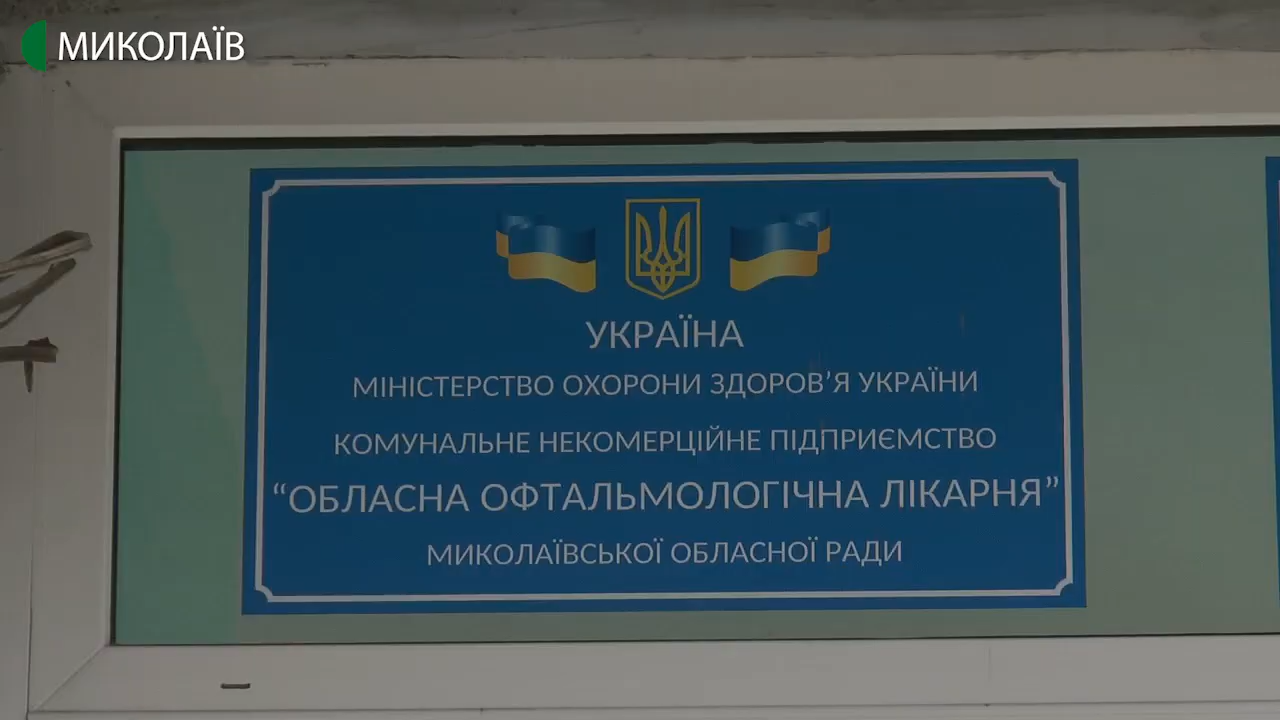 МИКОЛАЇВ
УКРАЇНА
МІНІСТЕРСТВО ОХОРОНИ ЗДОРОВ’Я УКРАЇНИ
КОМУНАЛЬНЕ НЕКОМЕРЦІЙНЕ ПІДПРИЄМСТВО
“ОБЛАСНА ОФТАЛЬМОЛОГІЧНА ЛІКАРНЯ”
МИКОЛАЇВСЬКОЇ ОБЛАСНОЇ РАДИ